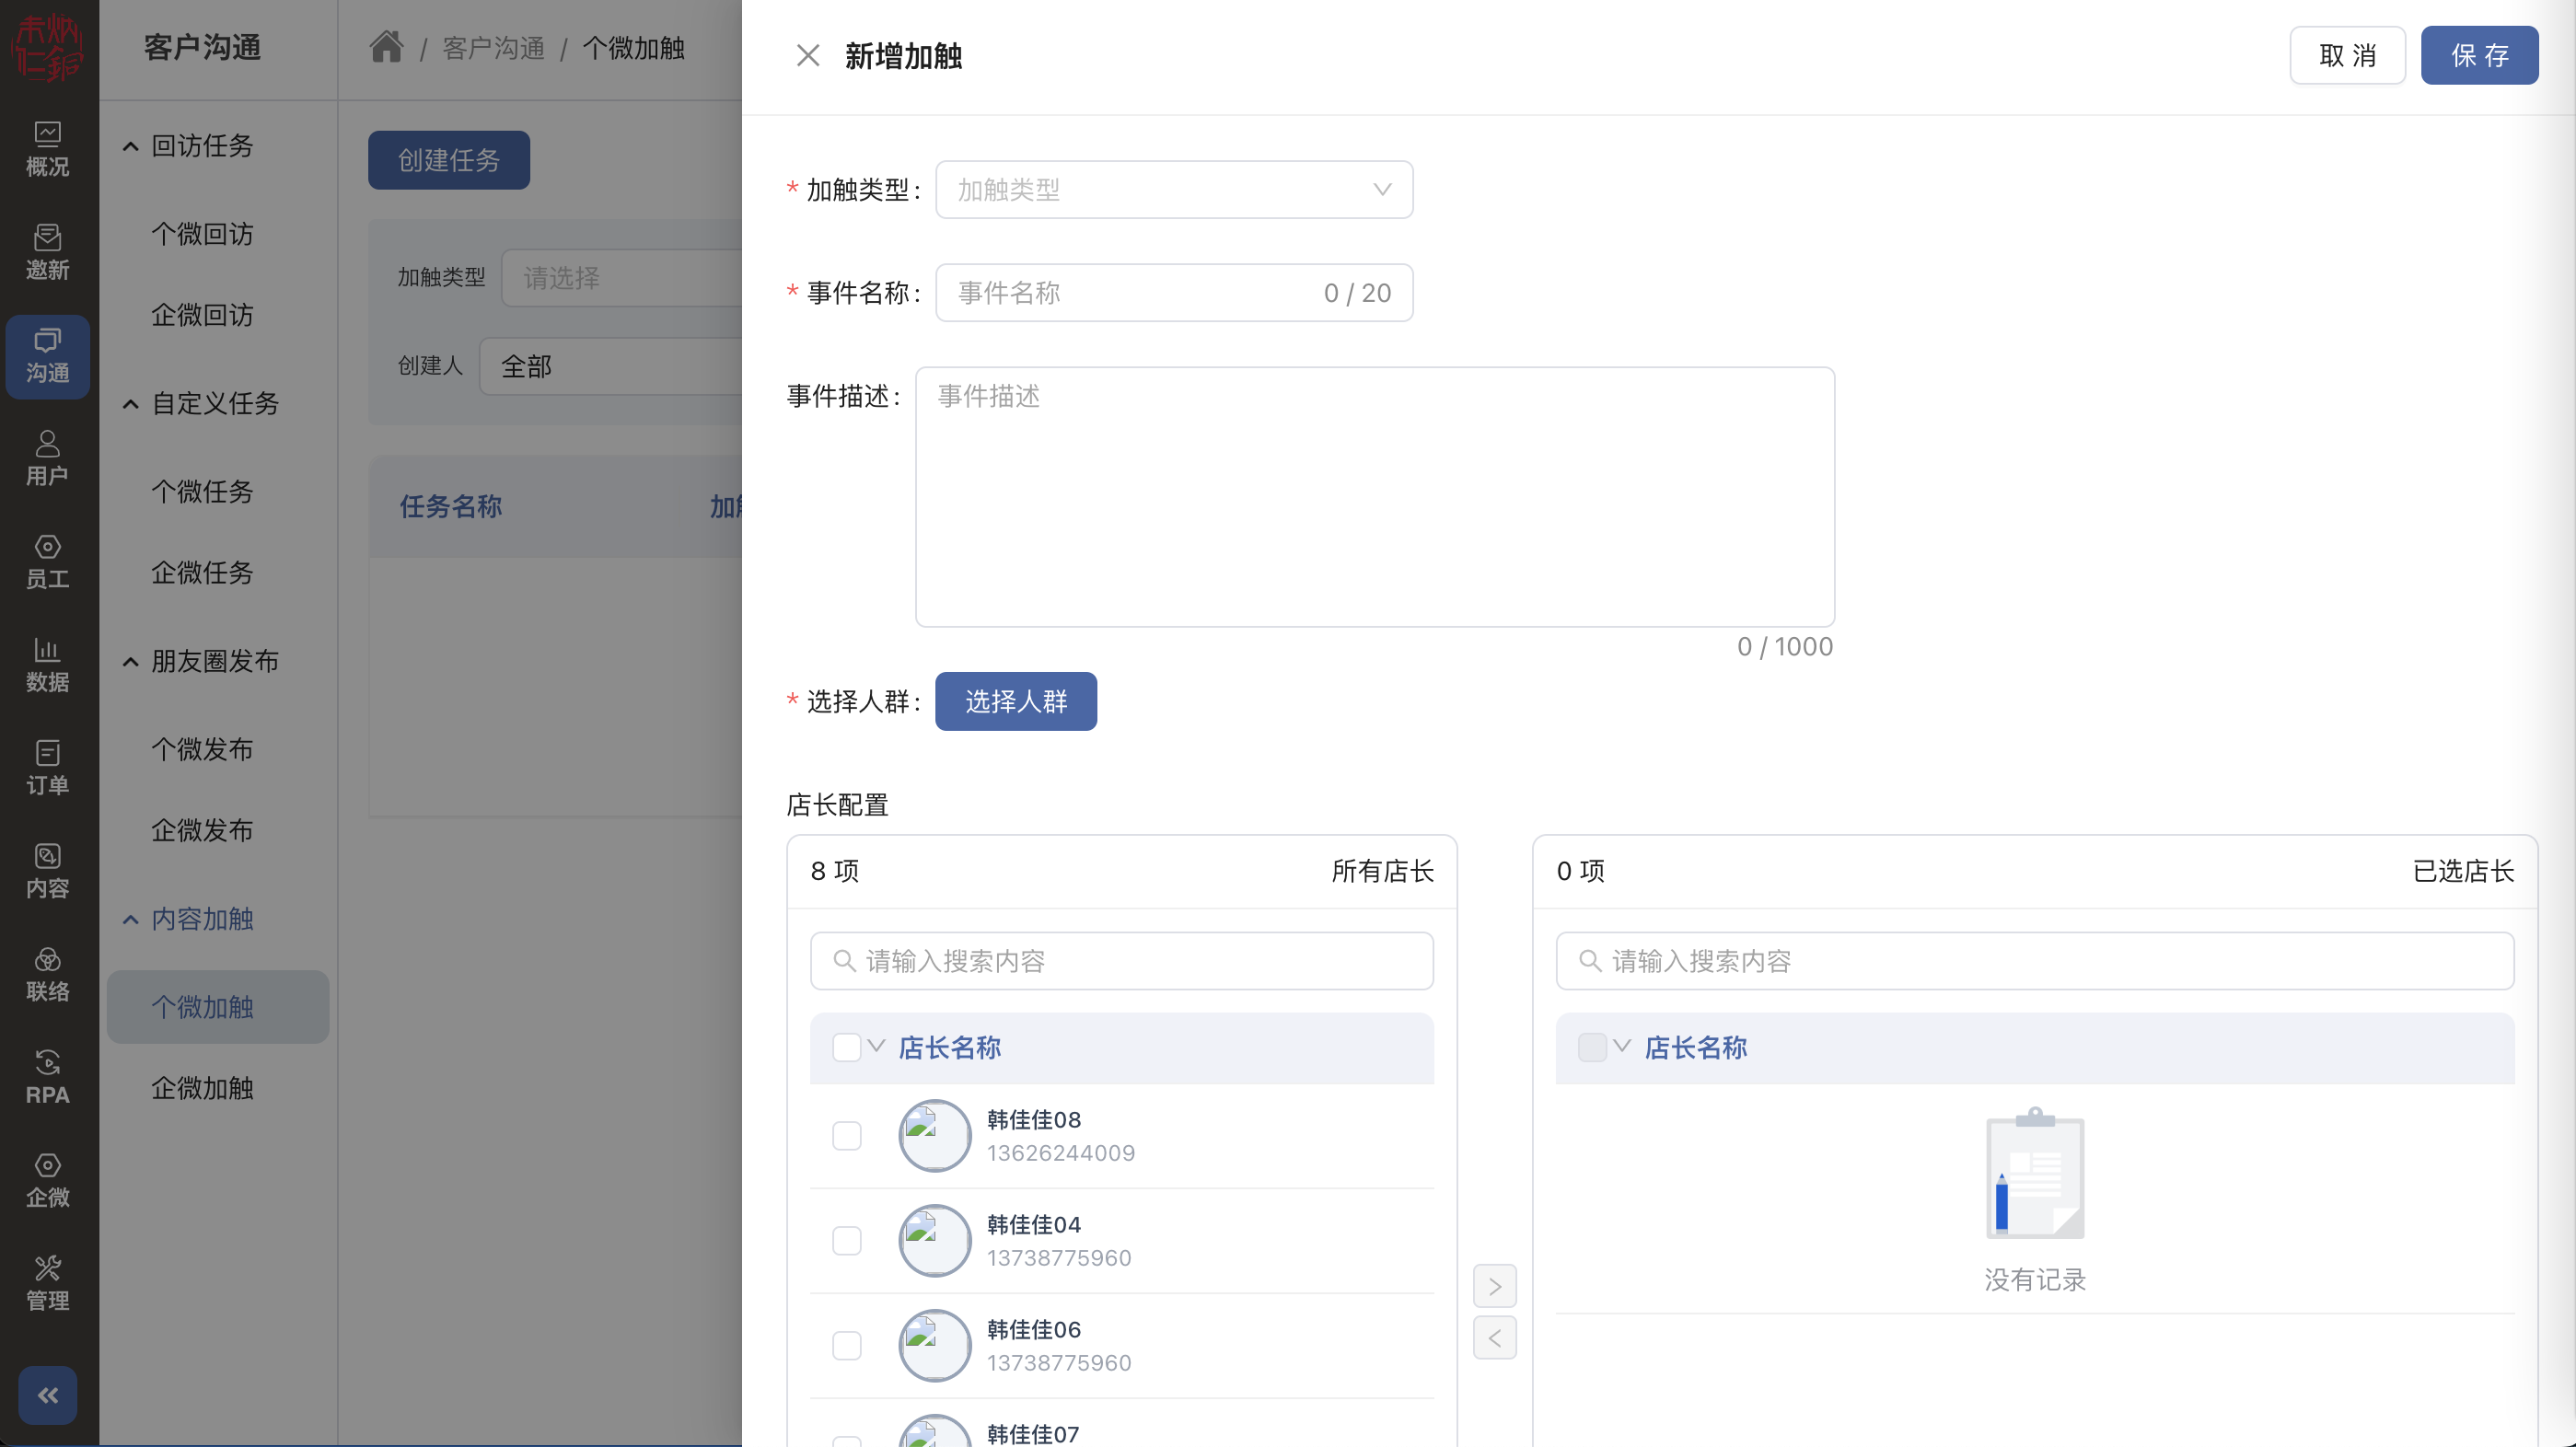 未炳
仁銷
概况
邀新
沟通
用户
员工
数据
订单
内容
联络
RPA
企微
管理
客户沟通
回访任务
个微回访
企微回访
自定义任务
个微任务
企微任务
朋友圈发布
个微发布
企微发布
内容加触
个微加触
企微加触
/ 客户沟通 / 个微加触
创建任务
加触类型 请选择
创建人 全部
任务名称 加
新增加触
取 消 保 存
* 加触类型: 加触类型
* 事件名称: 事件名称 0 / 20
事件描述: 事件描述
0 / 1000
* 选择人群: 选择人群
店长配置
8 项 所有店长
请输入搜索内容
店长名称
韩佳佳08
13626244009
韩佳佳04
13738775960
韩佳佳06
13738775960
韩佳佳07
0 项 已选店长
请输入搜索内容
店长名称
没有记录